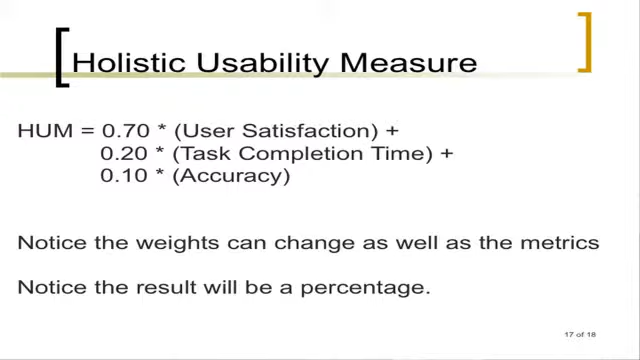 Holistic Usability Measure
HUM = 0.70 * (User Satisfaction) +
0.20 * (Task Completion Time) +
0.10 * (Accuracy)
Notice the weights can change as well as the metrics
Notice the result will be a percentage.
17 of 18